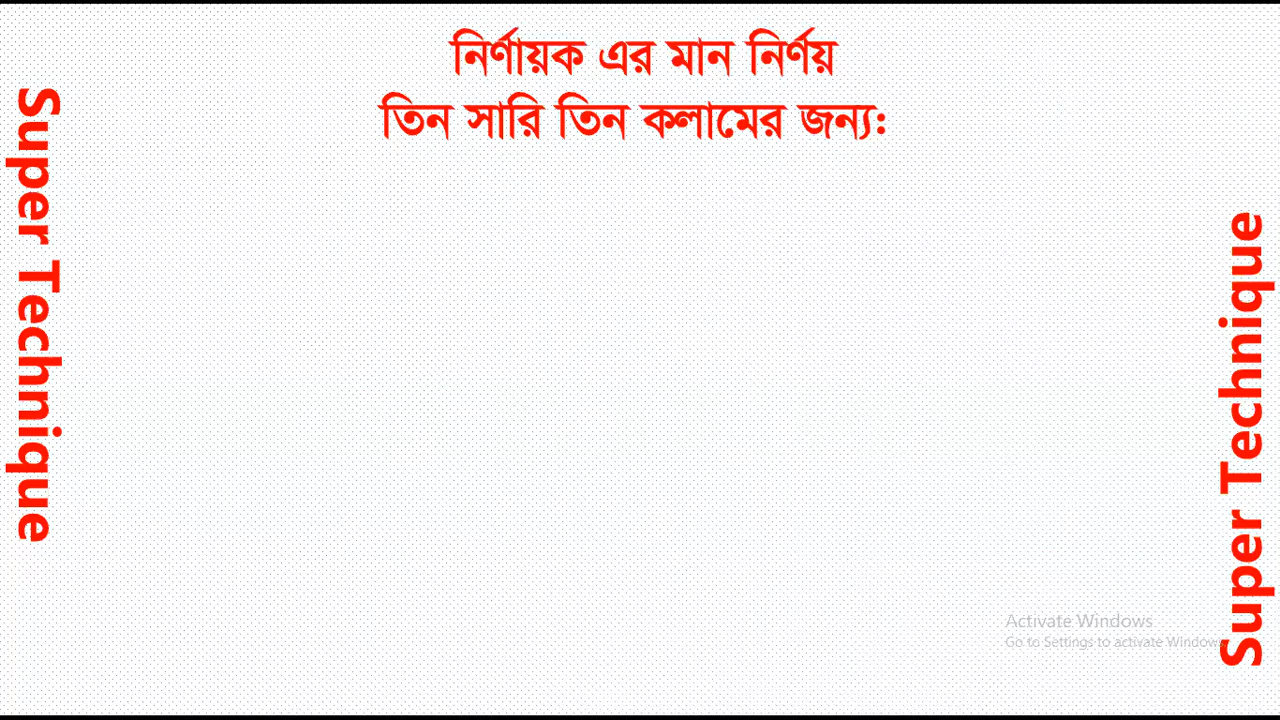 নির্ণায়ক এর মান নির্ণয়
তিন সারি তিন কলামের জন্য:
Super Technique
Super Technique
Activate Windows
Go to Settings to activate Windows.